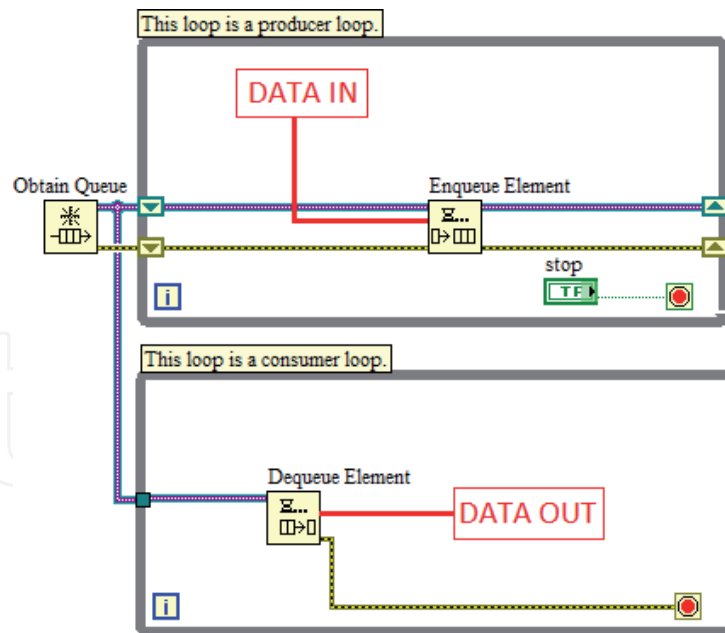 This loop is a producer loop.
DATA IN
Obtain Queue
Enqueue Element
stop
TF
i
This loop is a consumer loop.
Dequeue Element
DATA OUT
i